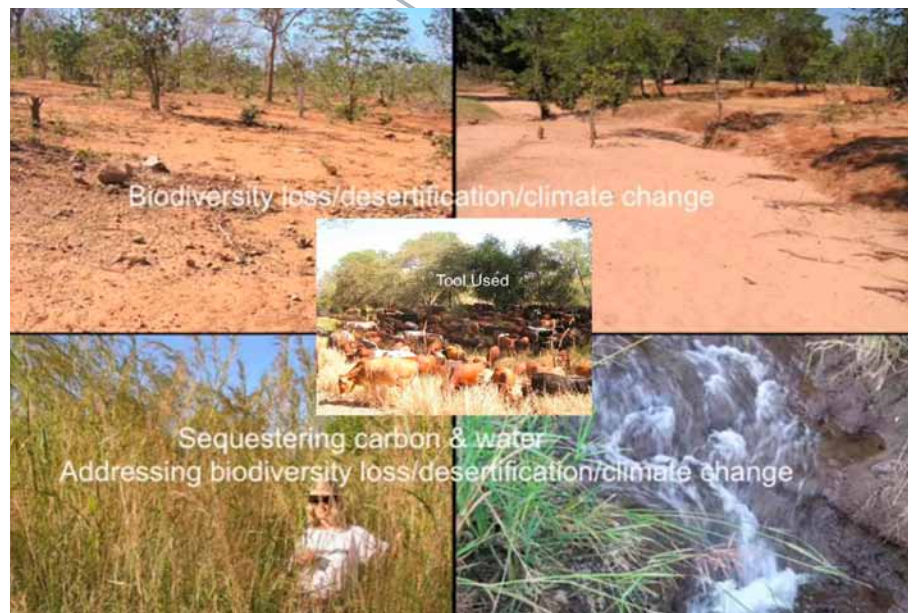 Biodiversity loss/desertification/climate change
Tool Used
Sequestering carbon & water
Addressing biodiversity loss/desertification/climate change